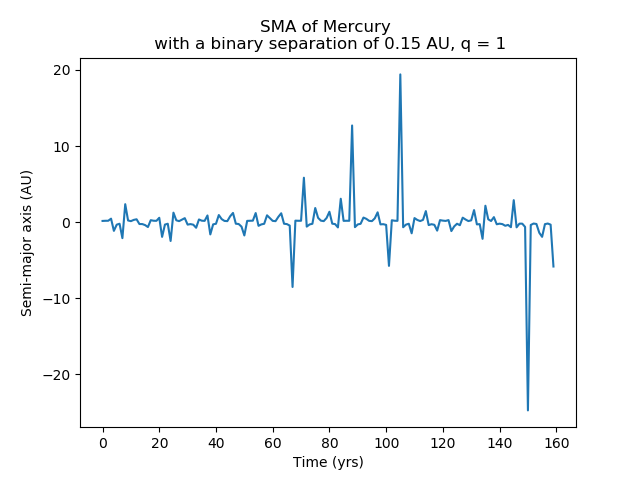 SMA of Mercury
with a binary separation of 0.15 AU, q = 1
20
10
0
−10
−20
Semi-major axis (AU)
0 20 40 60 80 100 120 140 160
Time (yrs)